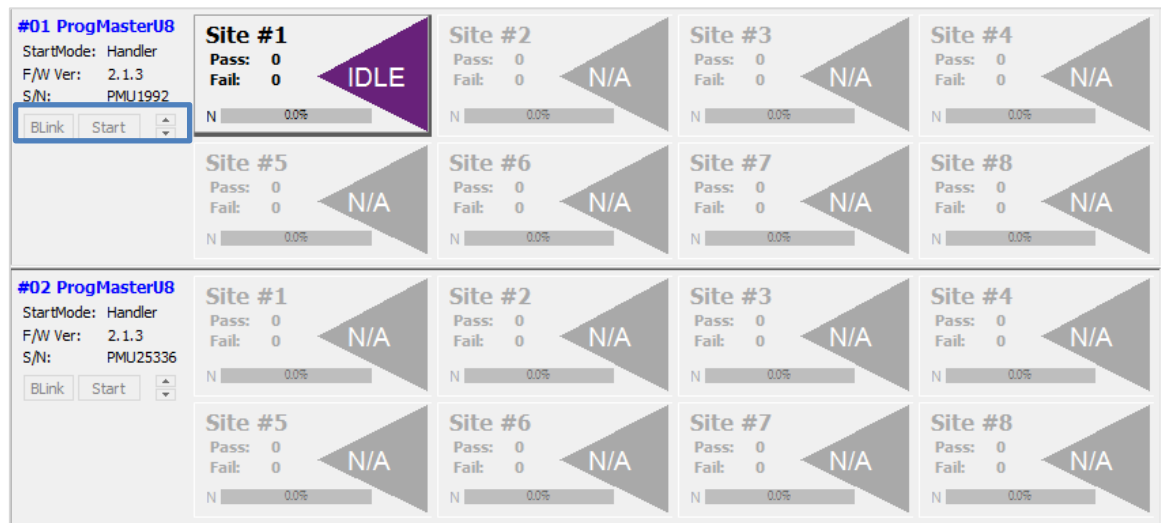 #01 ProgMasterU8
StartMode: Handler
F/W Ver: 2.1.3
S/N: PMU1992
BLink Start
Site #1
Pass: 0
Fail: 0
IDLE
N 0.0%
Site #2
Pass: 0
Fail: 0
N/A
N 0.0%
Site #3
Pass: 0
Fail: 0
N/A
N 0.0%
Site #4
Pass: 0
Fail: 0
N/A
N 0.0%
Site #5
Pass: 0
Fail: 0
N/A
N 0.0%
Site #6
Pass: 0
Fail: 0
N/A
N 0.0%
Site #7
Pass: 0
Fail: 0
N/A
N 0.0%
Site #8
Pass: 0
Fail: 0
N/A
N 0.0%
#02 ProgMasterU8
StartMode: Handler
F/W Ver: 2.1.3
S/N: PMU25336
BLink Start
Site #1
Pass: 0
Fail: 0
N/A
N 0.0%
Site #2
Pass: 0
Fail: 0
N/A
N 0.0%
Site #3
Pass: 0
Fail: 0
N/A
N 0.0%
Site #4
Pass: 0
Fail: 0
N/A
N 0.0%
Site #5
Pass: 0
Fail: 0
N/A
N 0.0%
Site #6
Pass: 0
Fail: 0
N/A
N 0.0%
Site #7
Pass: 0
Fail: 0
N/A
N 0.0%
Site #8
Pass: 0
Fail: 0
N/A
N 0.0%